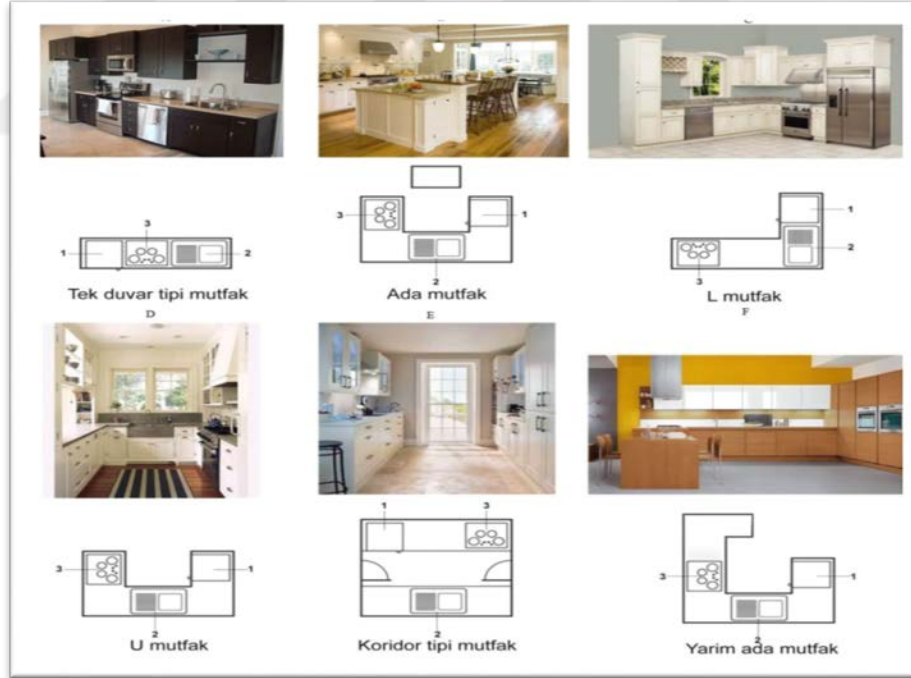 C
3
3
1
1
1
2
2
2
3
Tek duvar tipi mutfak
Ada mutfak
L mutfak
D
E
F
1
3
3
1
3
1
2
2
2
U mutfak
Koridor tipi mutfak
Yarim ada mutfak